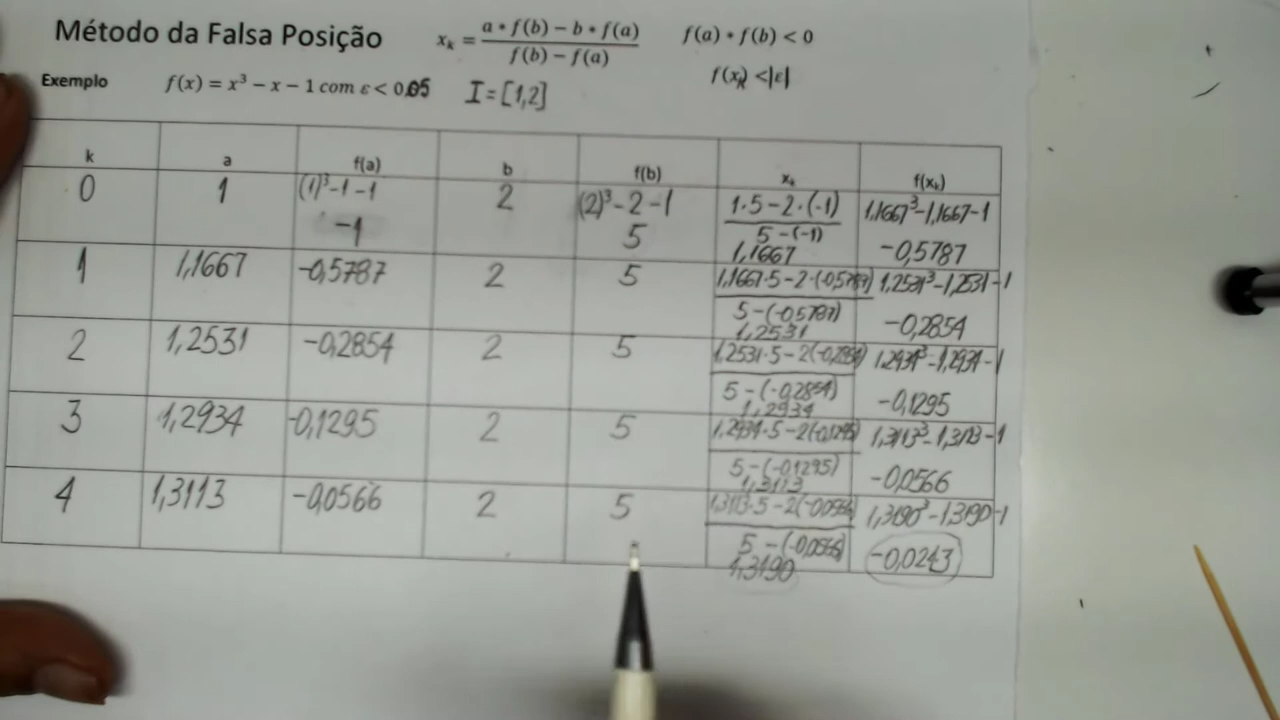 Método da Falsa Posição
x_k = (a * f(b) − b * f(a)) / (f(b) − f(a))
f(a) * f(b) < 0
f(x_k) < |ε|
Exemplo f(x) = x³ − x − 1 com ε < 0,05 I = [1,2]
k a f(a) b f(b) x_k f(x_k)
0 1 (1)³-1-1 2 (2)³-2-1 1·5-2·(-1) 1,1667³-1,1667-1
-1 5 5-(-1)
1,1667 -0,5787
1 1,1667 -0,5787 2 5 1,1667·5-2·(-0,5787) 1,2531³-1,2531-1
5-(-0,5787)
1,2531 -0,2854
2 1,2531 -0,2854 2 5 1,2531·5-2(-0,2854) 1,2934³-1,2934-1
5-(-0,2854)
1,2934 -0,1295
3 1,2934 -0,1295 2 5 1,2934·5-2(-0,1295) 1,3113³-1,3113-1
5-(-0,1295)
1,3113 -0,0566
4 1,3113 -0,0566 2 5 1,3113·5-2(-0,0566) 1,3190³-1,3190-1
5-(-0,0566)
1,3190 -0,0243